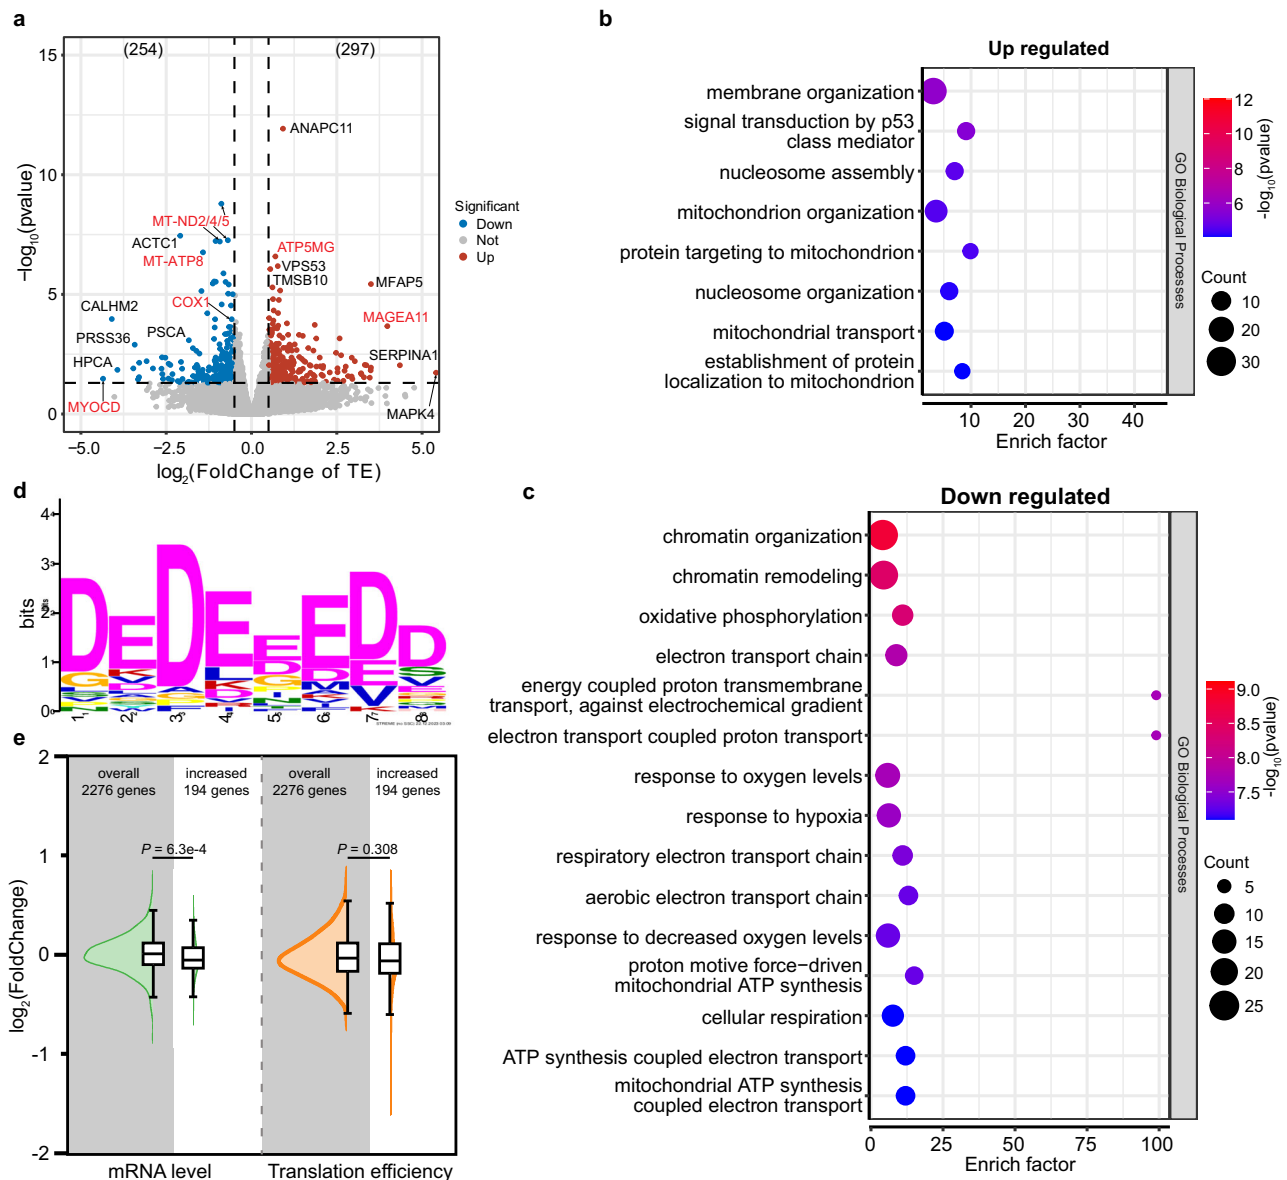 a
(254)
(297)
15
10
5
0
−log10(pvalue)
ANAPC11
MT-ND2/4/5
ACTC1
MT-ATP8
ATP5MG
VPS53
TMSB10
MFAP5
COX1
CALHM2
MAGEA11
PRSS36
PSCA
HPCA
SERPINA1
MYOCD
MAPK4
−5.0
−2.5
0.0
2.5
5.0
log2(FoldChange of TE)
Significant
Down
Not
Up
b
Up regulated
membrane organization
signal transduction by p53
class mediator
nucleosome assembly
mitochondrion organization
protein targeting to mitochondrion
nucleosome organization
mitochondrial transport
establishment of protein
localization to mitochondrion
10
20
30
40
Enrich factor
GO Biological Processes
12
10
8
6
-log10(pvalue)
Count
10
20
30
c
Down regulated
chromatin organization
chromatin remodeling
oxidative phosphorylation
electron transport chain
energy coupled proton transmembrane
transport, against electrochemical gradient
electron transport coupled proton transport
response to oxygen levels
response to hypoxia
respiratory electron transport chain
aerobic electron transport chain
response to decreased oxygen levels
proton motive force−driven
mitochondrial ATP synthesis
cellular respiration
ATP synthesis coupled electron transport
mitochondrial ATP synthesis
coupled electron transport
0
25
50
75
100
Enrich factor
GO Biological Processes
9.0
8.5
8.0
7.5
-log10(pvalue)
Count
5
10
15
20
25
d
bits
4
3
2
1
0
D E D E E E D D
1 2 3 4 5 6 7 8
e
2
1
0
-1
-2
log2(FoldChange)
overall
2276 genes
increased
194 genes
overall
2276 genes
increased
194 genes
P = 6.3e-4
P = 0.308
mRNA level
Translation efficiency